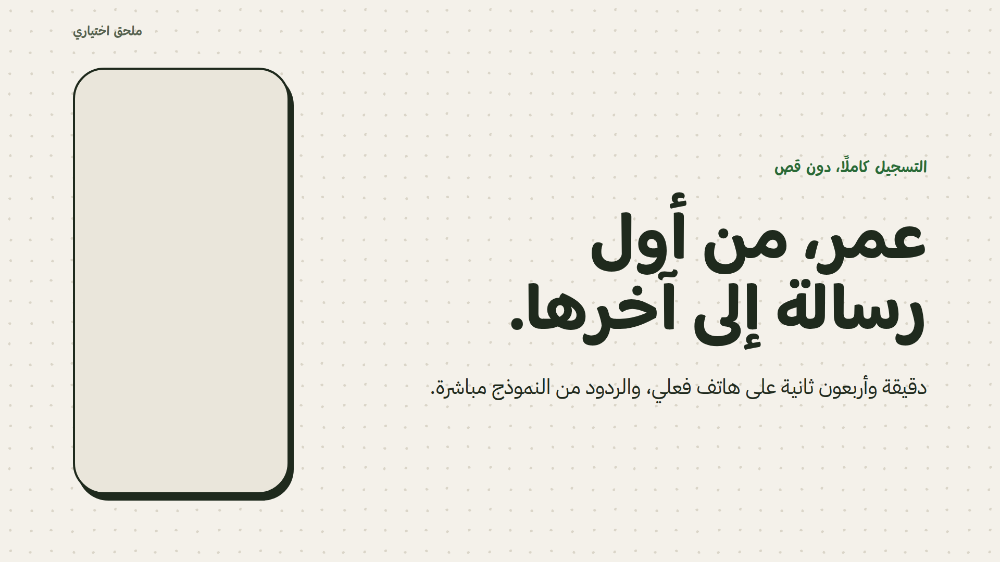 ملحق اختياري
التسجيل كاملًا، دون قص
عمر، من أول
رسالة إلى آخرها.
دقيقة وأربعون ثانية على هاتف فعلي، والردود من النموذج مباشرة.